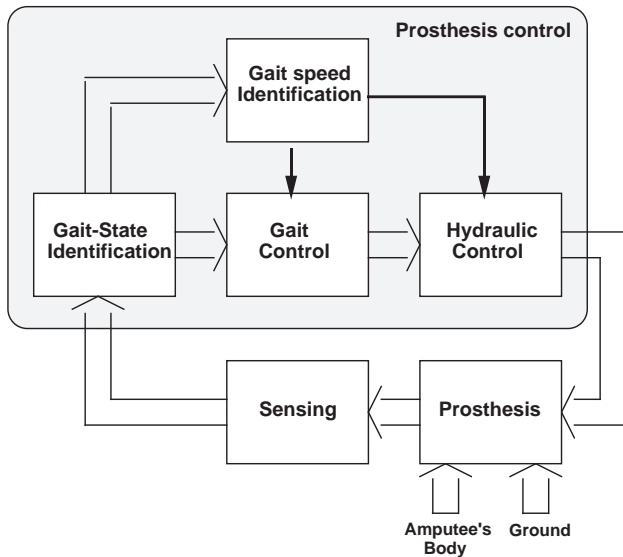 Prosthesis control
Gait speed
Identification
Gait-State
Identification
Gait
Control
Hydraulic
Control
Sensing
Prosthesis
Amputee's
Body
Ground